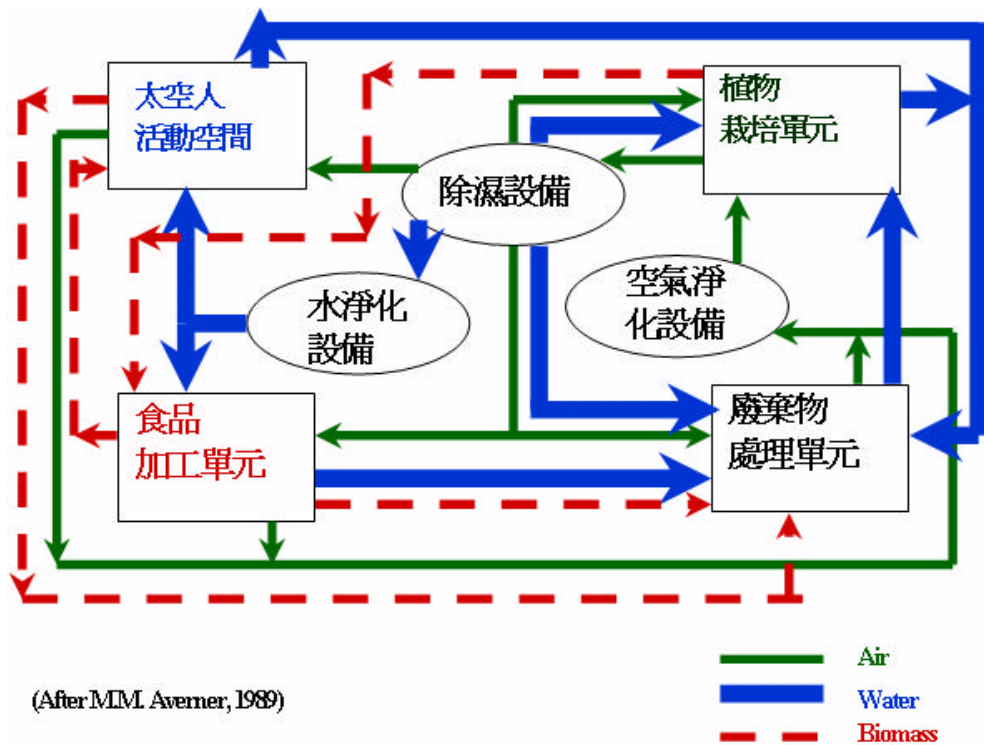 太空人
活動空間
植物
栽培單元
除濕設備
空氣淨
化設備
水淨化
設備
食品
加工單元
廢棄物
處理單元
(After M.M. Averner, 1989)
Air
Water
Biomass